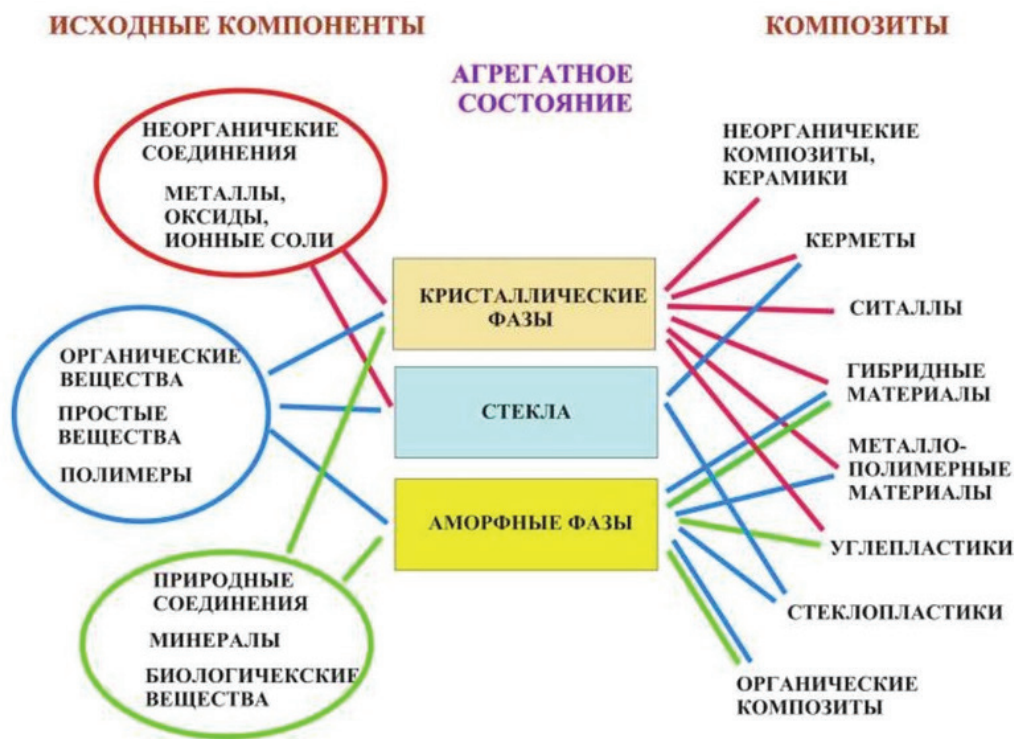 ИСХОДНЫЕ КОМПОНЕНТЫ
КОМПОЗИТЫ
АГРЕГАТНОЕ
СОСТОЯНИЕ
НЕОРГАНИЧЕКИЕ
СОЕДИНЕНИЯ
МЕТАЛЛЫ,
ОКСИДЫ,
ИОННЫЕ СОЛИ
ОРГАНИЧЕСКИЕ
ВЕЩЕСТВА
ПРОСТЫЕ
ВЕЩЕСТВА
ПОЛИМЕРЫ
ПРИРОДНЫЕ
СОЕДИНЕНИЯ
МИНЕРАЛЫ
БИОЛОГИЧЕКСКИЕ
ВЕЩЕСТВА
КРИСТАЛЛИЧЕСКИЕ
ФАЗЫ
СТЕКЛА
АМОРФНЫЕ ФАЗЫ
НЕОРГАНИЧЕКИЕ
КОМПОЗИТЫ,
КЕРАМИКИ
КЕРМЕТЫ
СИТАЛЛЫ
ГИБРИДНЫЕ
МАТЕРИАЛЫ
МЕТАЛЛО-
ПОЛИМЕРНЫЕ
МАТЕРИАЛЫ
УГЛЕПЛАСТИКИ
СТЕКЛОПЛАСТИКИ
ОРГАНИЧЕСКИЕ
КОМПОЗИТЫ